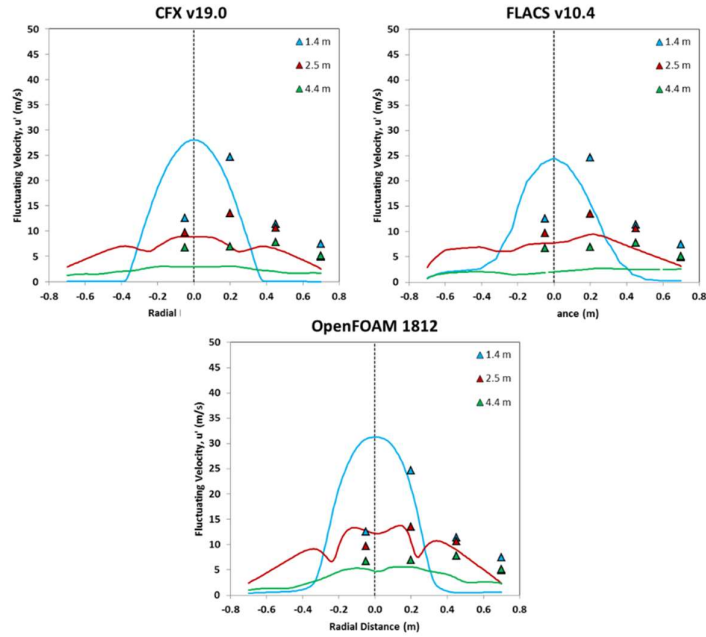 CFX v19.0
50
45
40
35
30
25
20
15
10
5
0
Fluctuating Velocity, u' (m/s)
1.4 m
2.5 m
4.4 m
-0.8 -0.6 -0.4 -0.2 0.0 0.2 0.4 0.6 0.8
Radial
FLACS v10.4
50
45
40
35
30
25
20
15
10
5
0
Fluctuating Velocity, u' (m/s)
1.4 m
2.5 m
4.4 m
-0.8 -0.6 -0.4 -0.2 0.0 0.2 0.4 0.6 0.8
ance (m)
OpenFOAM 1812
50
45
40
35
30
25
20
15
10
5
0
Fluctuating Velocity, u' (m/s)
1.4 m
2.5 m
4.4 m
-0.8 -0.6 -0.4 -0.2 0.0 0.2 0.4 0.6 0.8
Radial Distance (m)